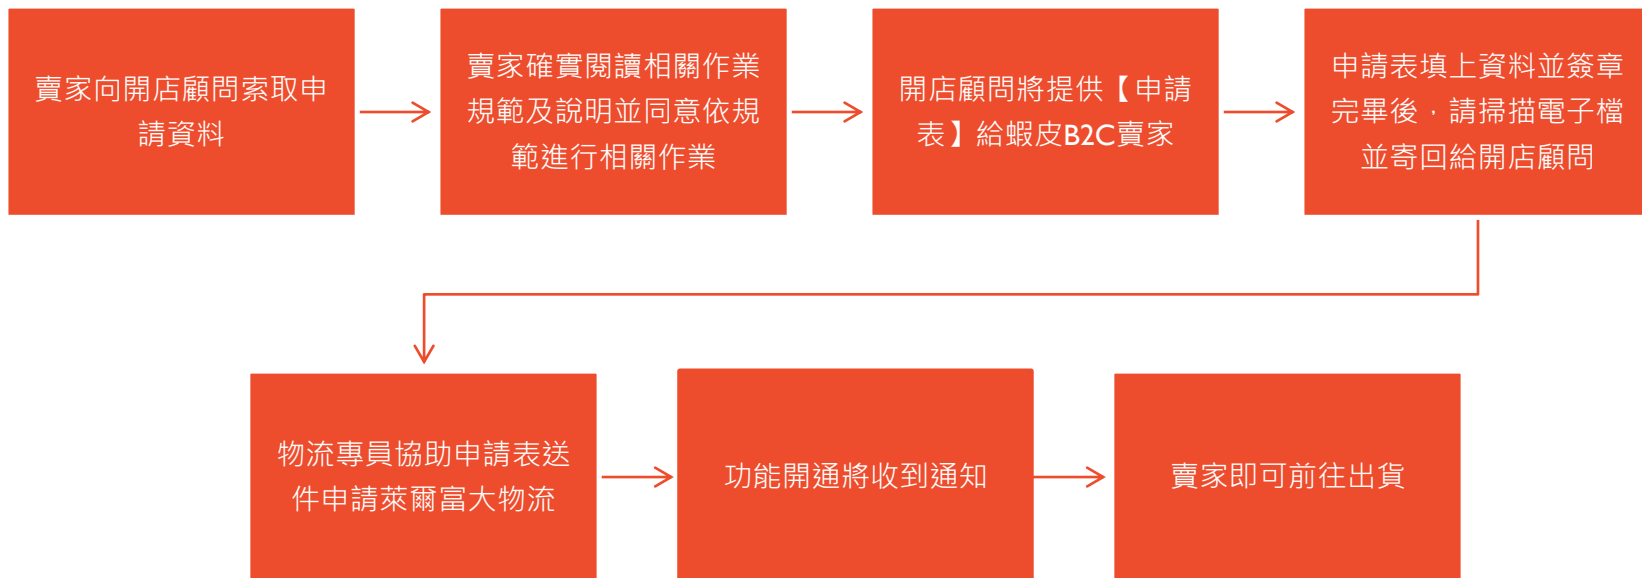 賣家向開店顧問索取申
請資料
賣家確實閱讀相關作業
規範及說明並同意依規
範進行相關作業
開店顧問將提供【申請
表】給蝦皮B2C賣家
申請表填上資料並簽章
完畢後，請掃描電子檔
並寄回給開店顧問
物流專員協助申請表送
件申請萊爾富大物流
功能開通將收到通知
賣家即可前往出貨